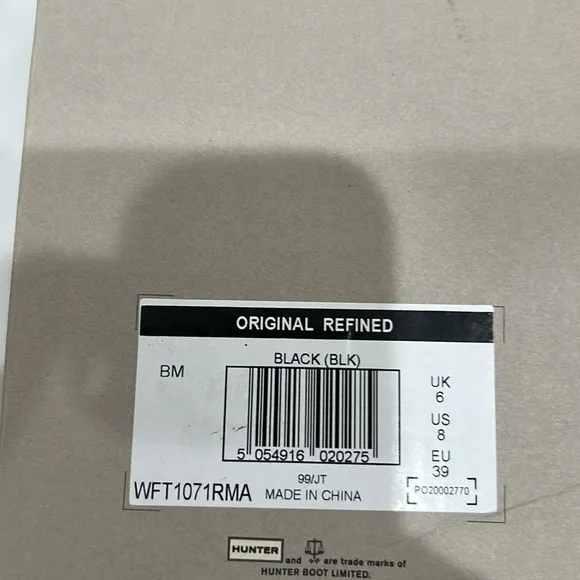 ORIGINAL REFINED
BLACK (BLK)
BM
UK
6
US
8
EU
39
5 054916 020275
99/JT
WFT1071RMA MADE IN CHINA
PO20002770
HUNTER and are trade marks of
HUNTER BOOT LIMITED.